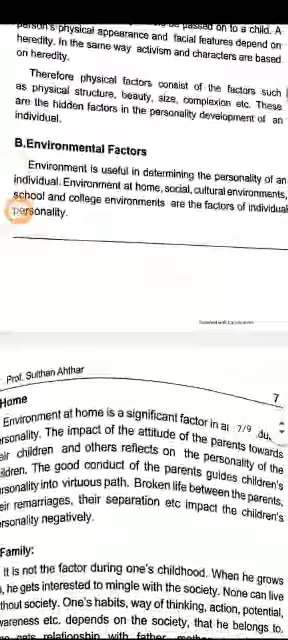 person's physical appearance and facial features depend on
heredity. In the same way activism and characters are based
on heredity.
Therefore physical factors consist of the factors such
as physical structure, beauty, size, complexion etc. These
are the hidden factors in the personality development of an
individual.
B.Environmental Factors
Environment is useful in determining the personality of an
individual. Environment at home, social, cultural environments,
school and college environments are the factors of individual
personality.
Prof. Sulthan Ahthar
7
Home
Environment at home is a significant factor in
7/9
rsonality. The impact of the attitude of the parents towards
eir children and others reflects on the personality of the
ildren. The good conduct of the parents guides children's
rsonality into virtuous path. Broken life between the parents,
eir remarriages, their separation etc impact the children's
ersonality negatively.
Family:
It is not the factor during one's childhood. When he grows
, he gets interested to mingle with the society. None can live
thout society. One's habits, way of thinking, action, potential,
wareness etc. depends on the society, that he belongs to.
gets relationship with father